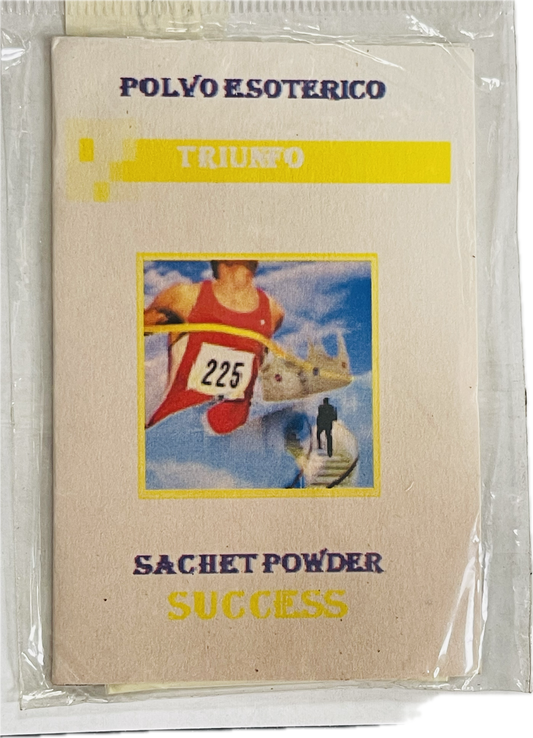 POLVO ESOTERICO
TRIUNFO
225
SACHET POWDER
SUCCESS